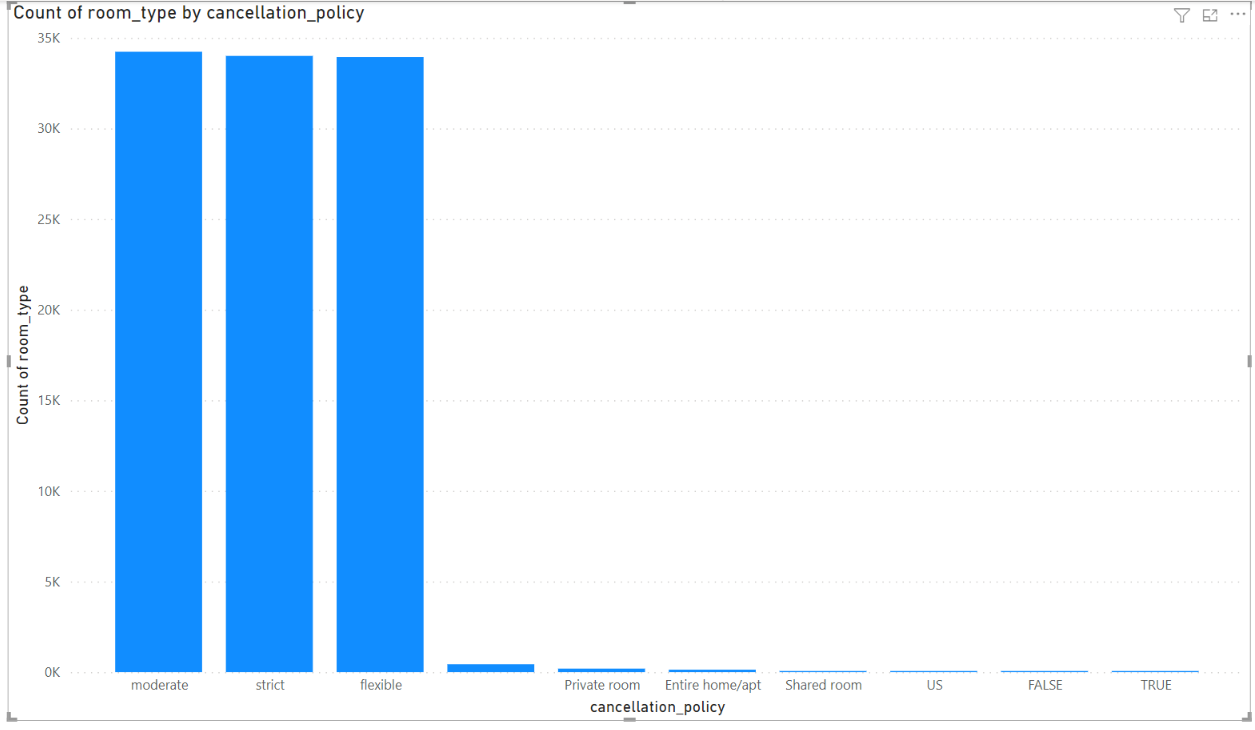 Count of room_type by cancellation_policy
35K
30K
25K
20K
15K
10K
5K
0K
Count of room_type
moderate strict flexible Private room Entire home/apt Shared room US FALSE TRUE
cancellation_policy